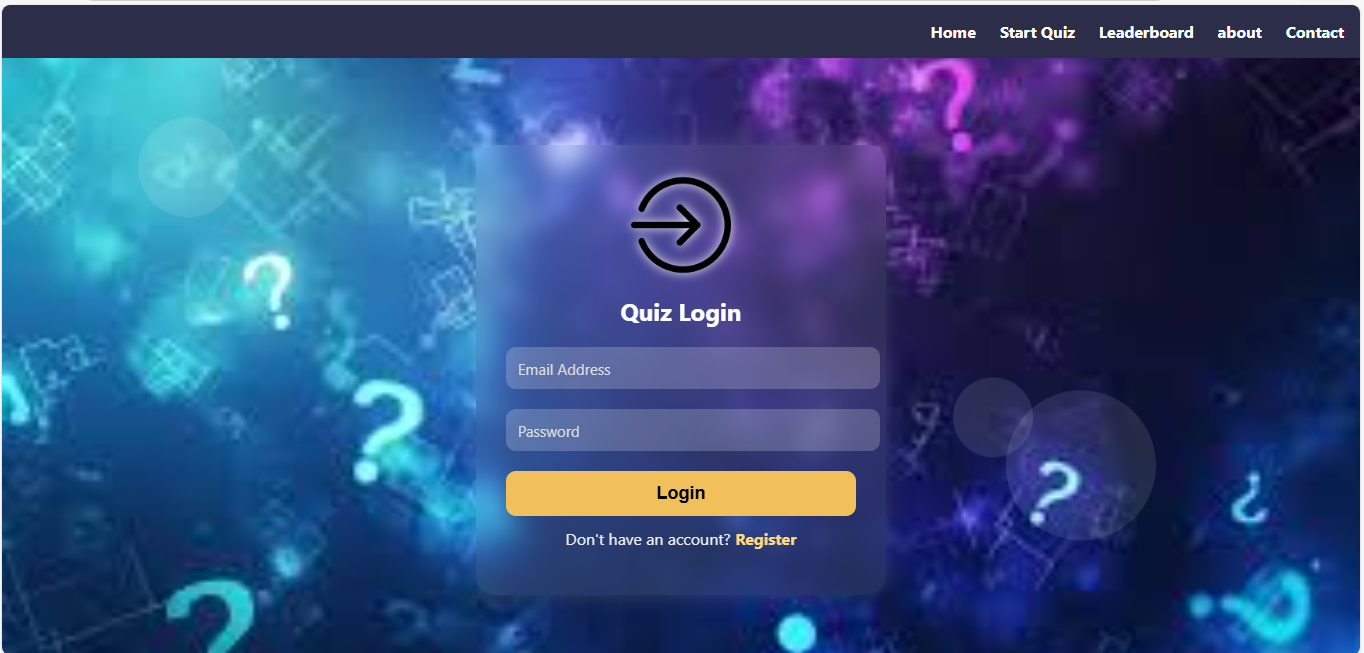 Home Start Quiz Leaderboard about Contact
Quiz Login
Email Address
Password
Login
Don't have an account? Register